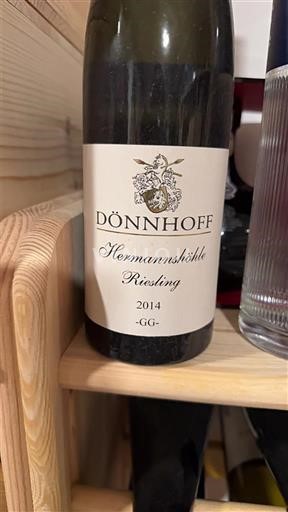 DÖNNHOFF
Hermannshöhle
Riesling
2014
-GG-